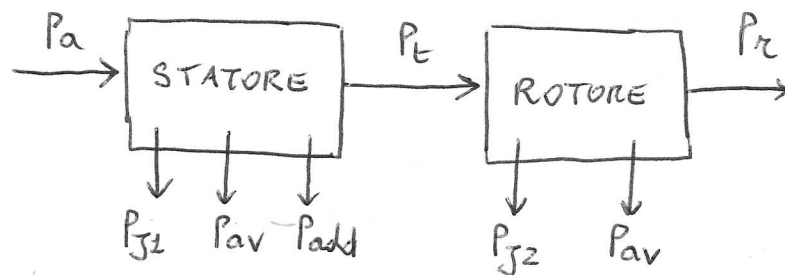 Pa
STATORE
Pt
ROTORE
Pr
PJ1 Pav Padd
PJ2 Pav